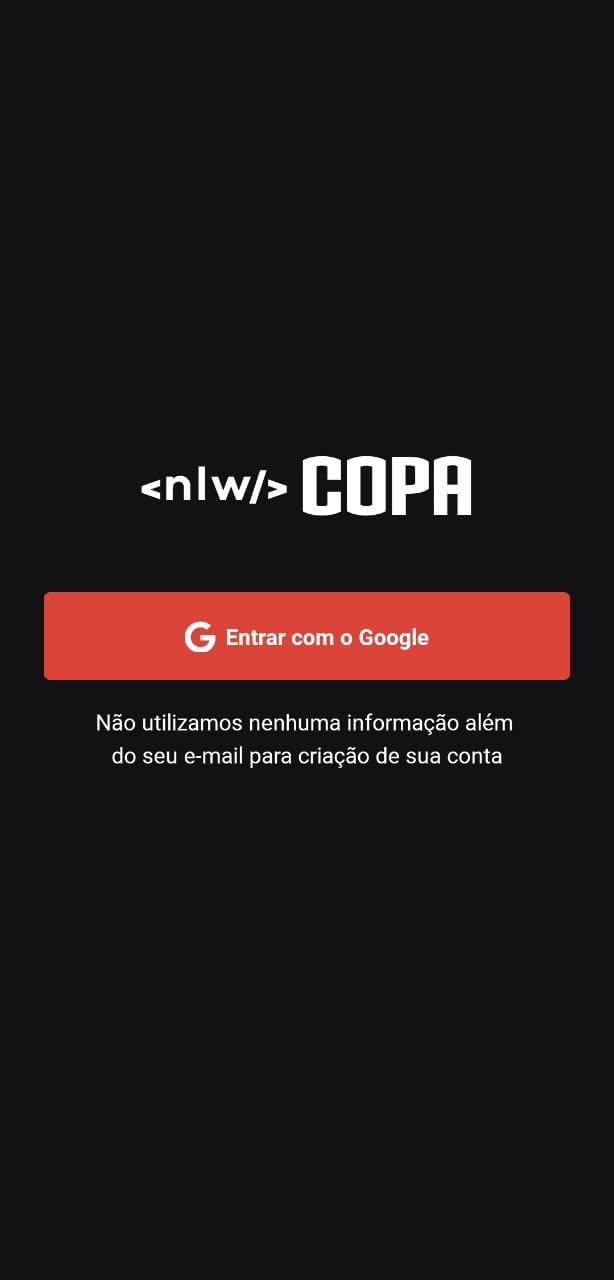 <nlw/> COPA
Entrar com o Google
Não utilizamos nenhuma informação além
do seu e-mail para criação de sua conta